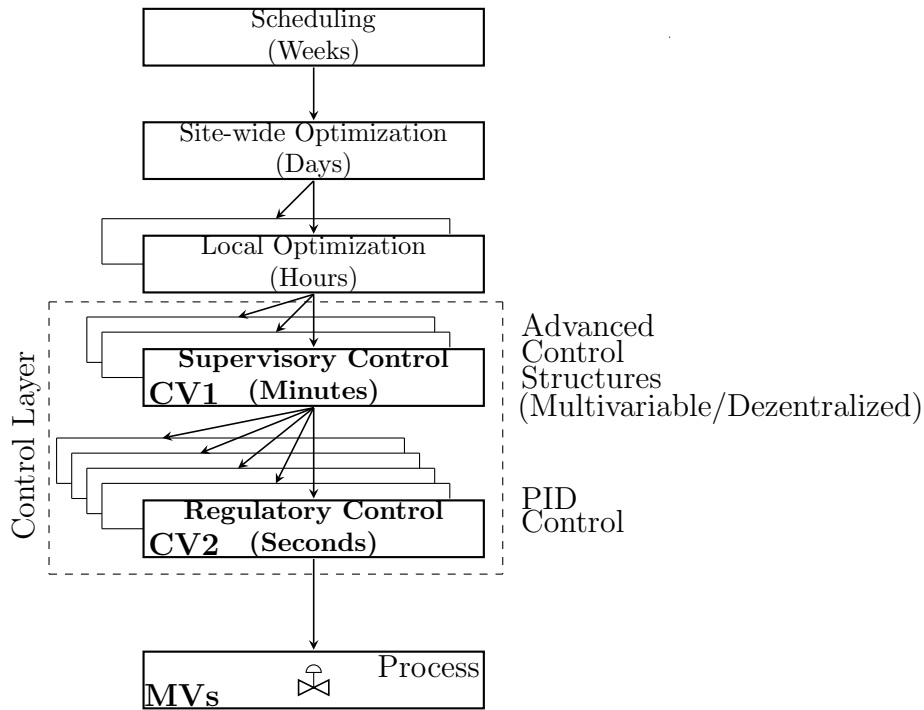 Scheduling
(Weeks)
Site-wide Optimization
(Days)
Local Optimization
(Hours)
Control Layer
Supervisory Control
CV1 (Minutes)
Advanced
Control
Structures
(Multivariable/Dezentralized)
Regulatory Control
CV2 (Seconds)
PID
Control
Process
MVs